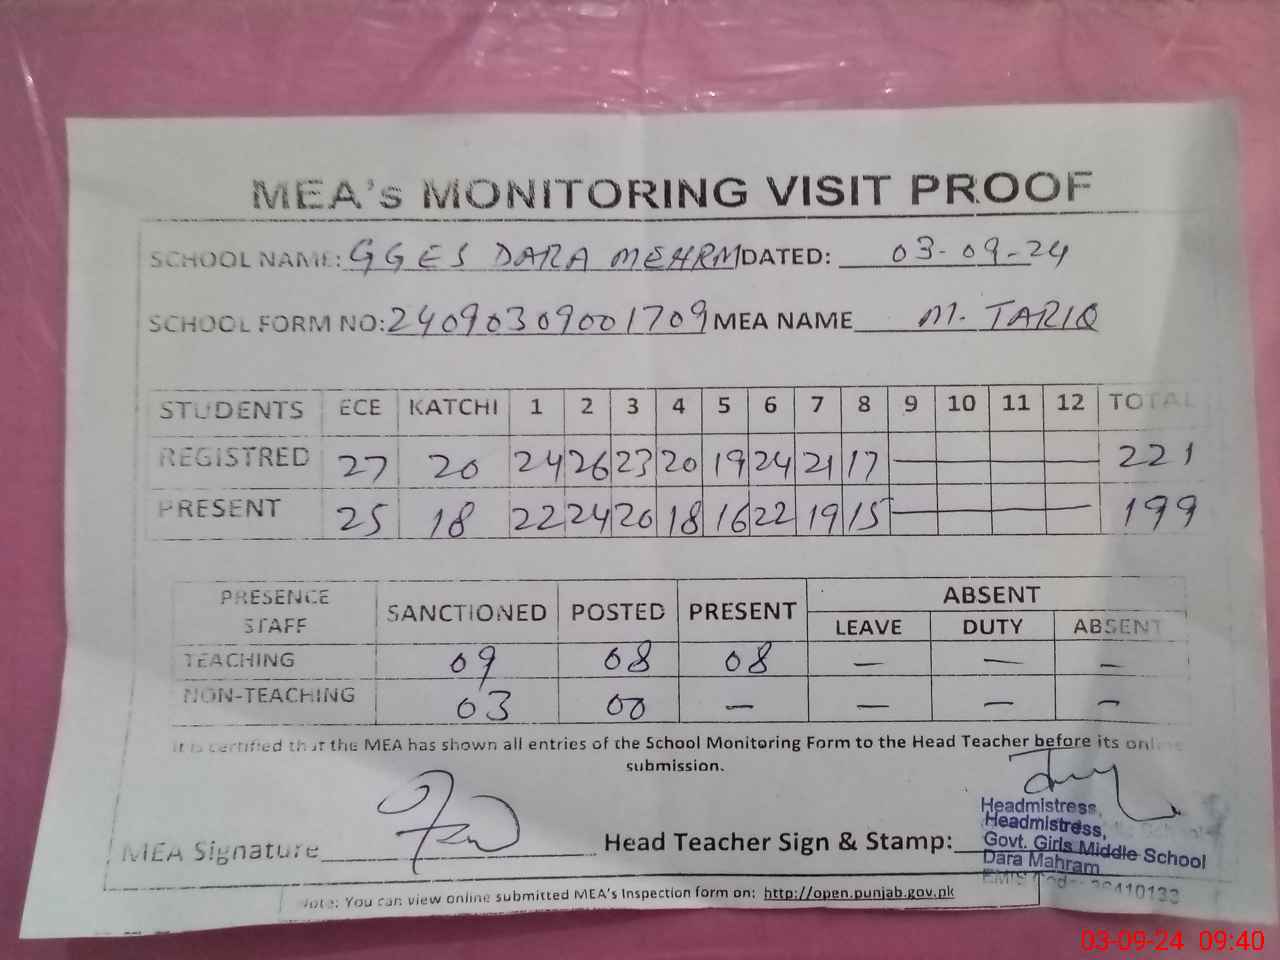 MEA's MONITORING VISIT PROOF
SCHOOL NAME: GGES DARA MEHRM DATED: 03-09-24
SCHOOL FORM NO: 24090309001709 MEA NAME M. TARIQ
STUDENTS ECE KATCHI 1 2 3 4 5 6 7 8 9 10 11 12 TOTAL
REGISTRED 27 20 24 26 23 20 19 24 21 17 — — — — 221
PRESENT 25 18 22 24 20 18 16 22 19 15 — — — — 199
PRESENCE STAFF SANCTIONED POSTED PRESENT ABSENT
LEAVE DUTY ABSENT
TEACHING 09 08 08 — — —
NON-TEACHING 03 00 — — — —
It is certified that the MEA has shown all entries of the School Monitoring Form to the Head Teacher before its online
submission.
MEA Signature Head Teacher Sign & Stamp:
Headmistress,
Headmistress,
Govt. Girls Middle School
Dara Mahram
EMIS Code:
Note: You can view online submitted MEA's Inspection form on: http://open.punjab.gov.pk
03-09-24 09:40